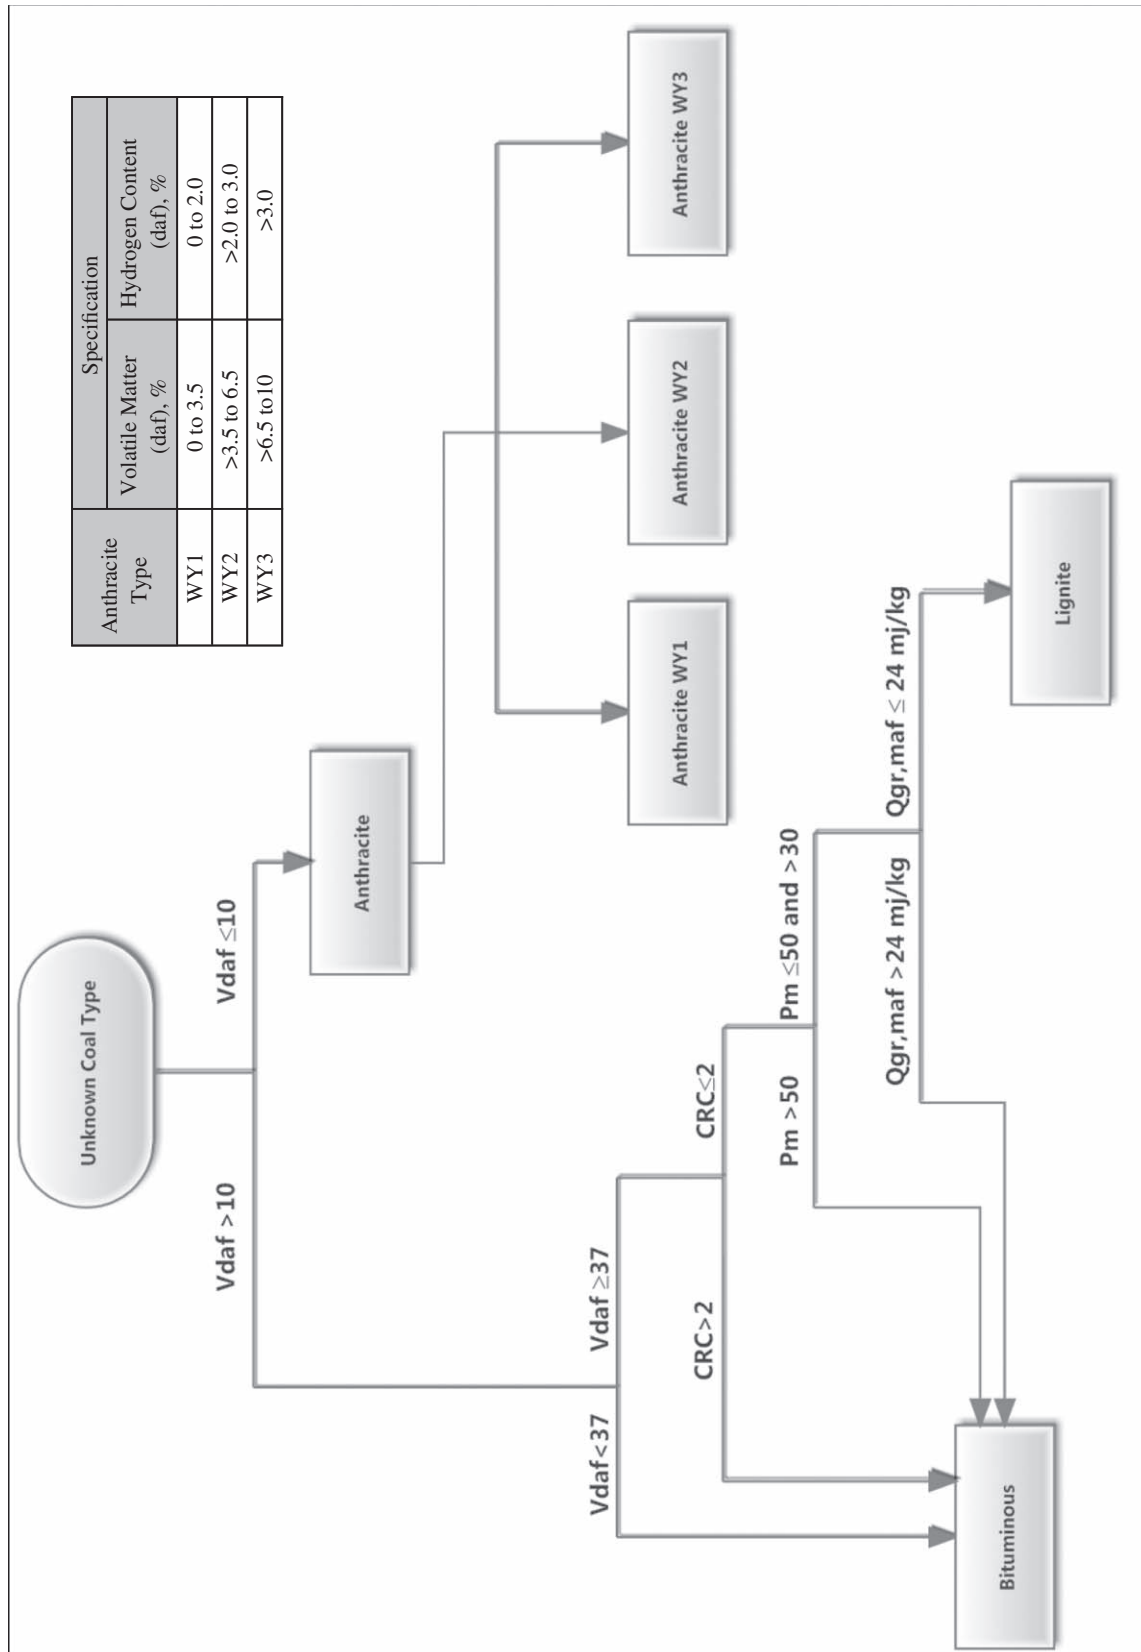 Unknown Coal Type
Vdaf >10
Vdaf ≤10
Anthracite
Anthracite
Type
Specification
Volatile Matter
(daf), %
Hydrogen Content
(daf), %
WY1 0 to 3.5 0 to 2.0
WY2 >3.5 to 6.5 >2.0 to 3.0
WY3 >6.5 to10 >3.0
Anthracite WY1
Anthracite WY2
Anthracite WY3
Vdaf<37
Vdaf ≥37
CRC>2
CRC≤2
Pm >50
Pm ≤50 and >30
Qgr,maf >24 mj/kg
Qgr,maf ≤ 24 mj/kg
Bituminous
Lignite